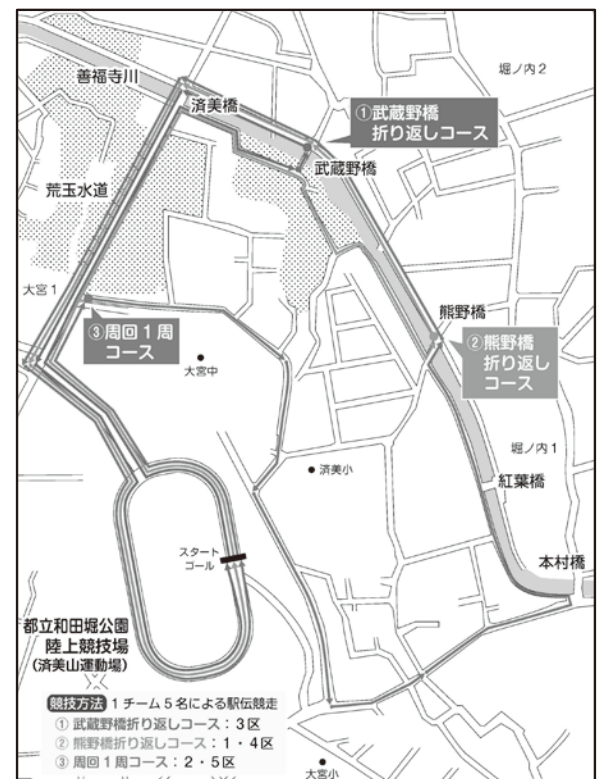 堀ノ内2
善福寺川
済美橋
①武蔵野橋
折り返しコース
武蔵野橋
荒玉水道
大宮1
熊野橋
③周回1周
コース
②熊野橋
折り返し
コース
大宮中
堀ノ内1
済美小
紅葉橋
スタート
ゴール
本村橋
都立和田堀公園
陸上競技場
(済美山運動場)
競技方法 1チーム5名による駅伝競走
① 武蔵野橋折り返しコース：3区
② 熊野橋折り返しコース：1・4区
③ 周回1周コース：2・5区
大宮小